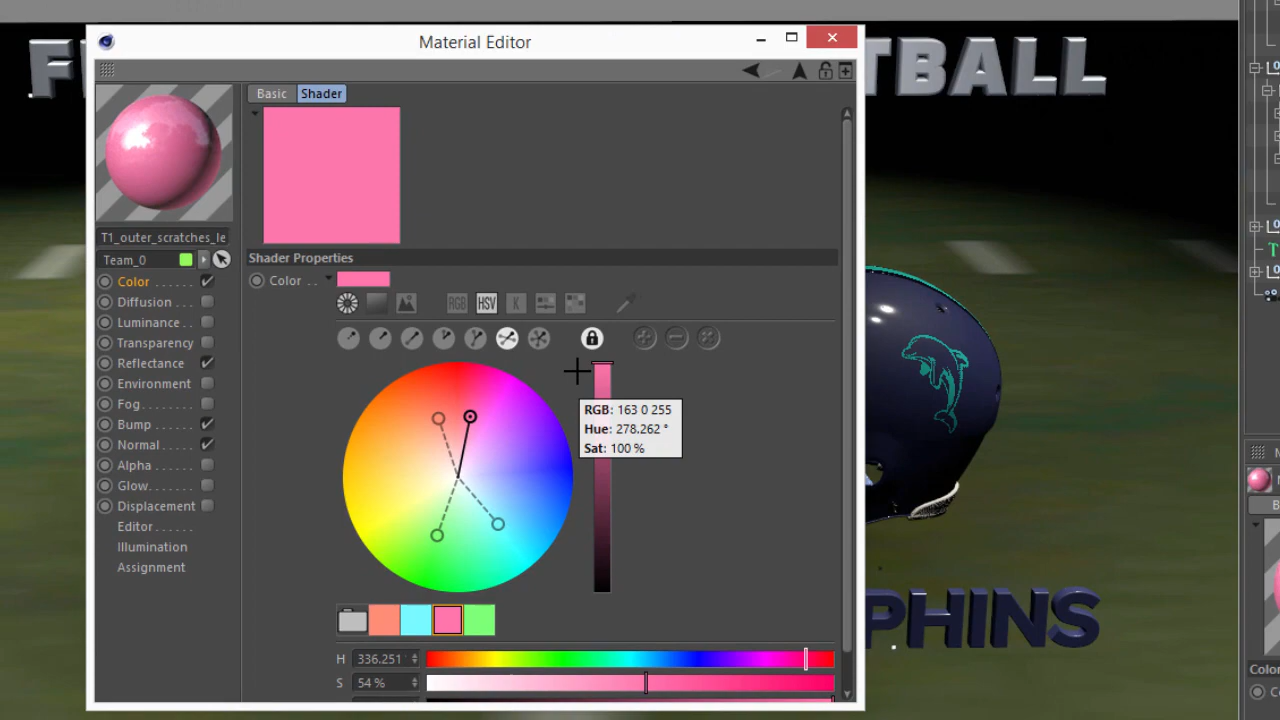 Material Editor
F
TBALL
Basic
Shader
Shader Properties
T1_outer_scratches_le
Team_0
Color . .
Color ......
RGB
HSV
K
Diffusion ...
Luminance ..
Transparency
Reflectance
Environment
Fog.........
Bump ......
Normal .....
Alpha ......
Glow.......
Displacement
Editor .....
Illumination
Assignment
RGB: 163 0 255
Hue: 278.262 °
Sat: 100 %
H 336.251°
S 54 %
PHINS
Color